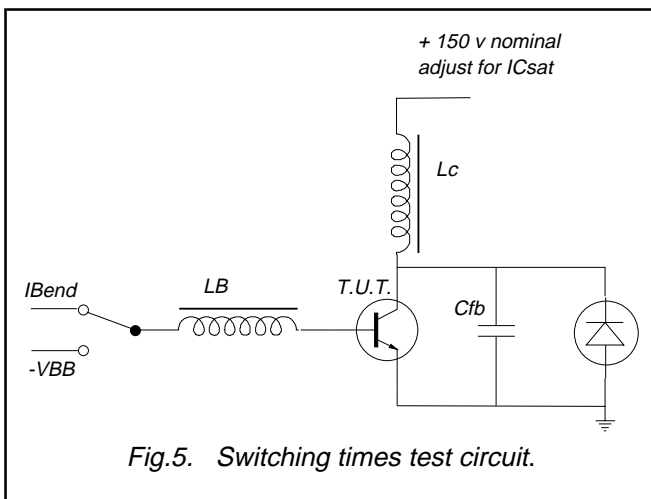 + 150 v nominal
adjust for ICsat
Lc
IBend
LB
T.U.T.
Cfb
-VBB
Fig.5. Switching times test circuit.